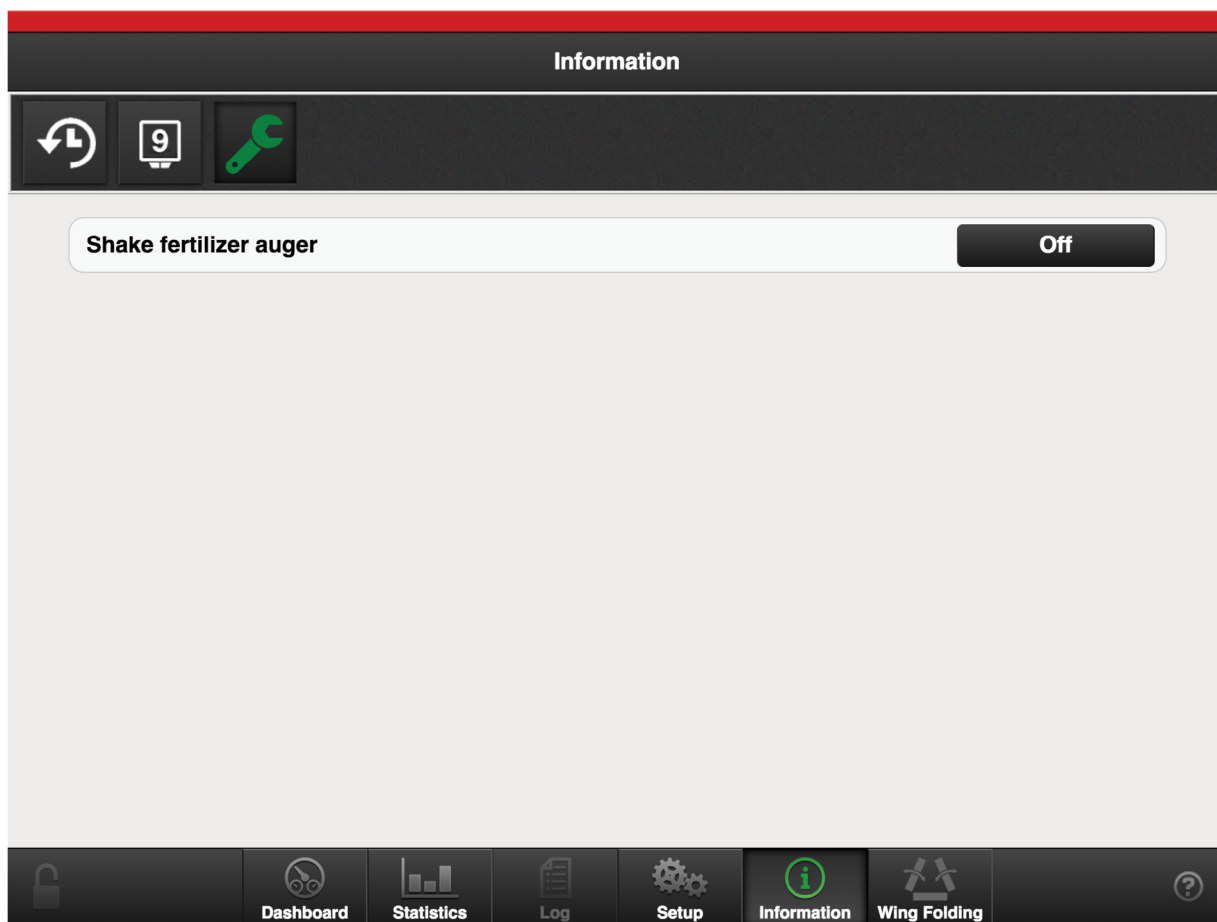 Information
9
Shake fertilizer auger Off
Dashboard Statistics Log Setup Information Wing Folding ?